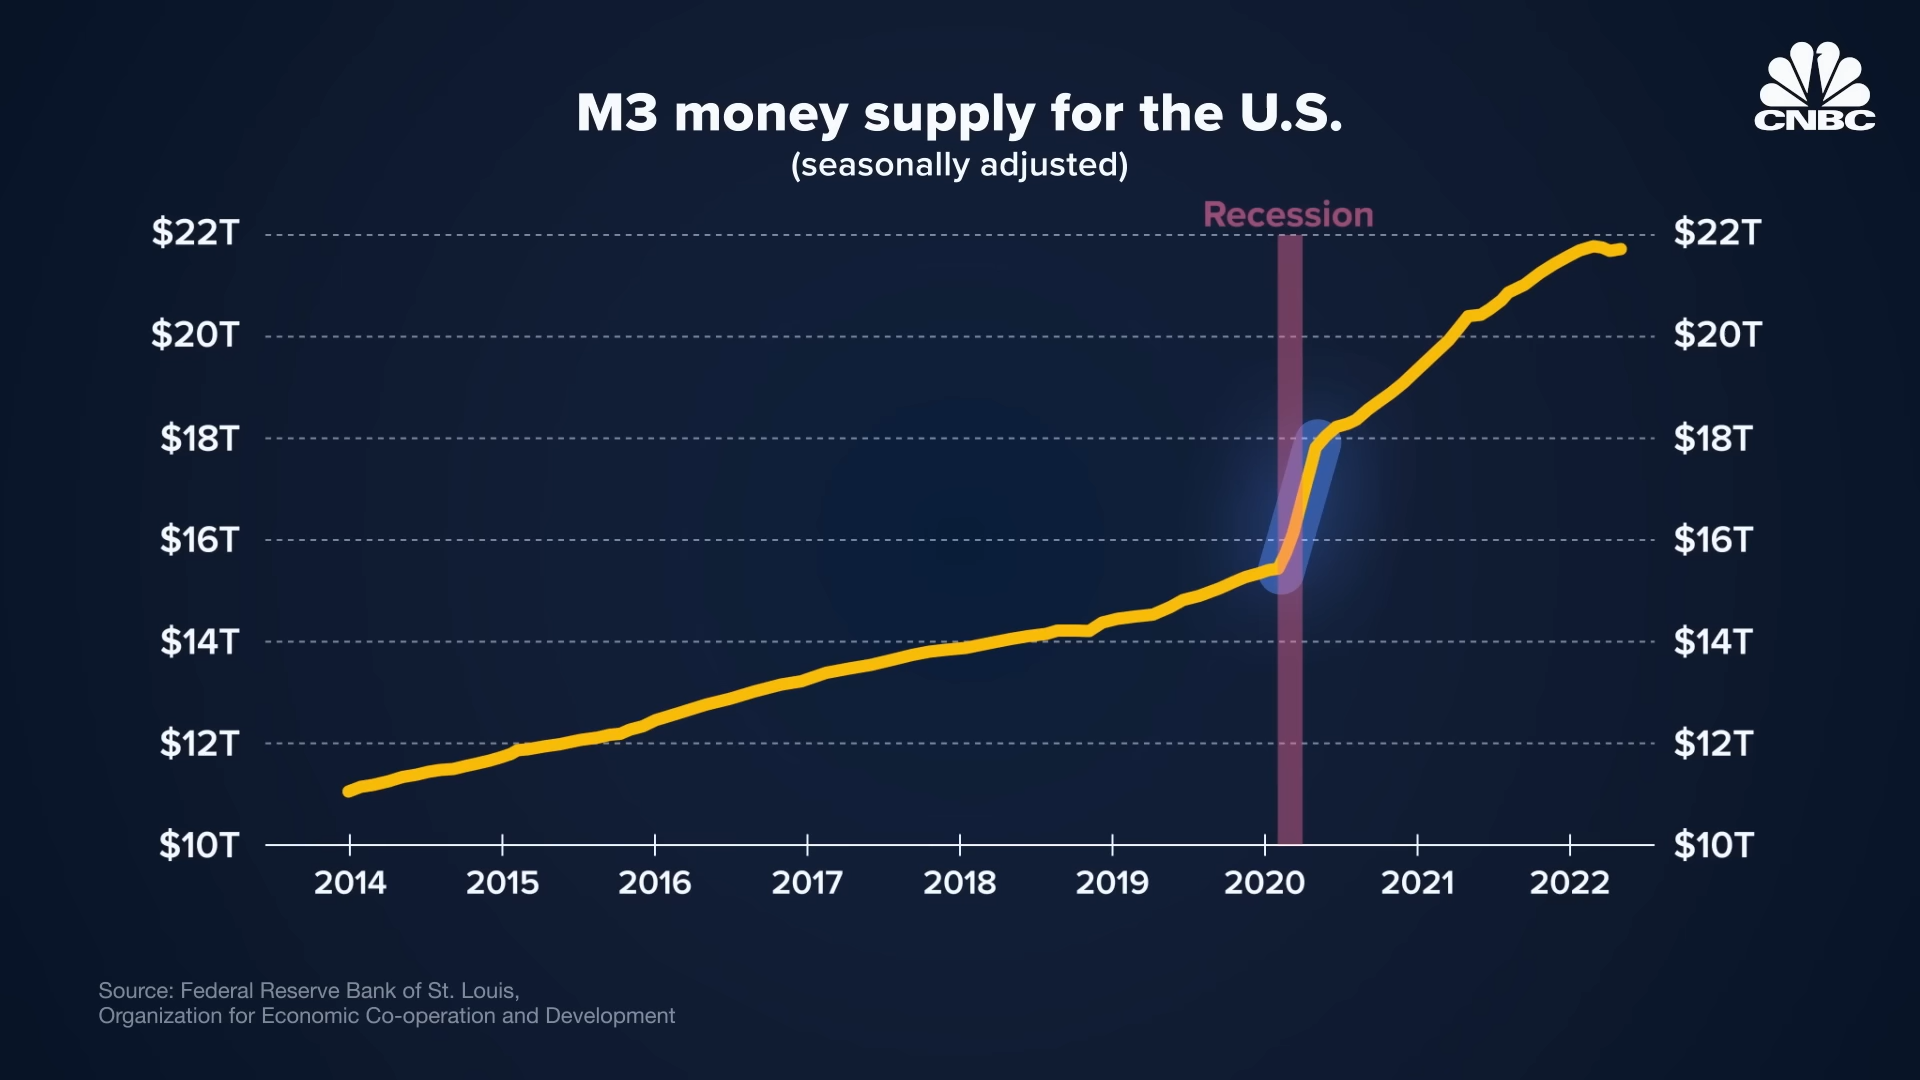 CNBC
M3 money supply for the U.S.
(seasonally adjusted)
Recession
$22T $22T
$20T $20T
$18T $18T
$16T $16T
$14T $14T
$12T $12T
$10T $10T
2014 2015 2016 2017 2018 2019 2020 2021 2022
Source: Federal Reserve Bank of St. Louis,
Organization for Economic Co-operation and Development